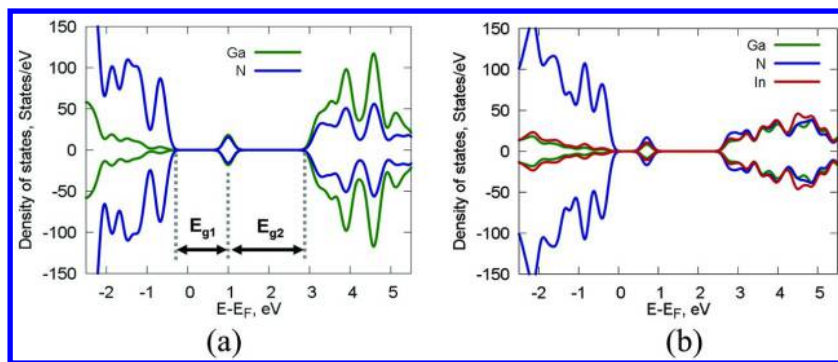 150
100
50
0
-50
-100
-150
Density of states, States/eV
Ga
N
Eg1
Eg2
-2 -1 0 1 2 3 4 5
E-EF, eV
(a)
150
100
50
0
-50
-100
-150
Density of states, States/eV
Ga
N
In
-2 -1 0 1 2 3 4 5
E-EF, eV
(b)